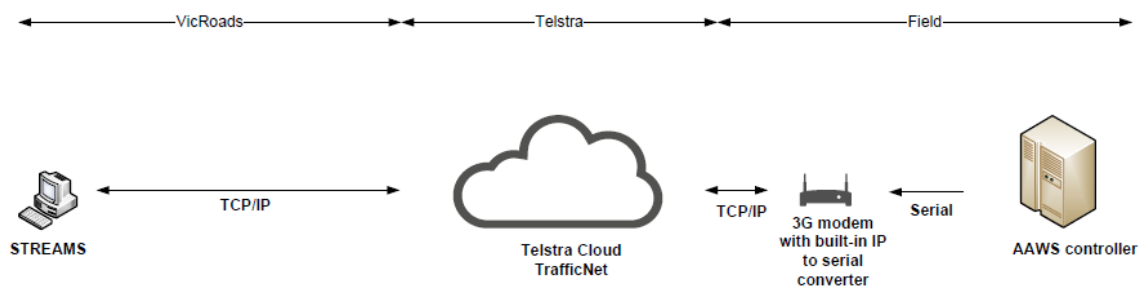 VicRoads
Telstra
Field
TCP/IP
TCP/IP
Serial
STREAMS
Telstra Cloud
TrafficNet
3G modem
with built-in IP
to serial
converter
AAWS controller